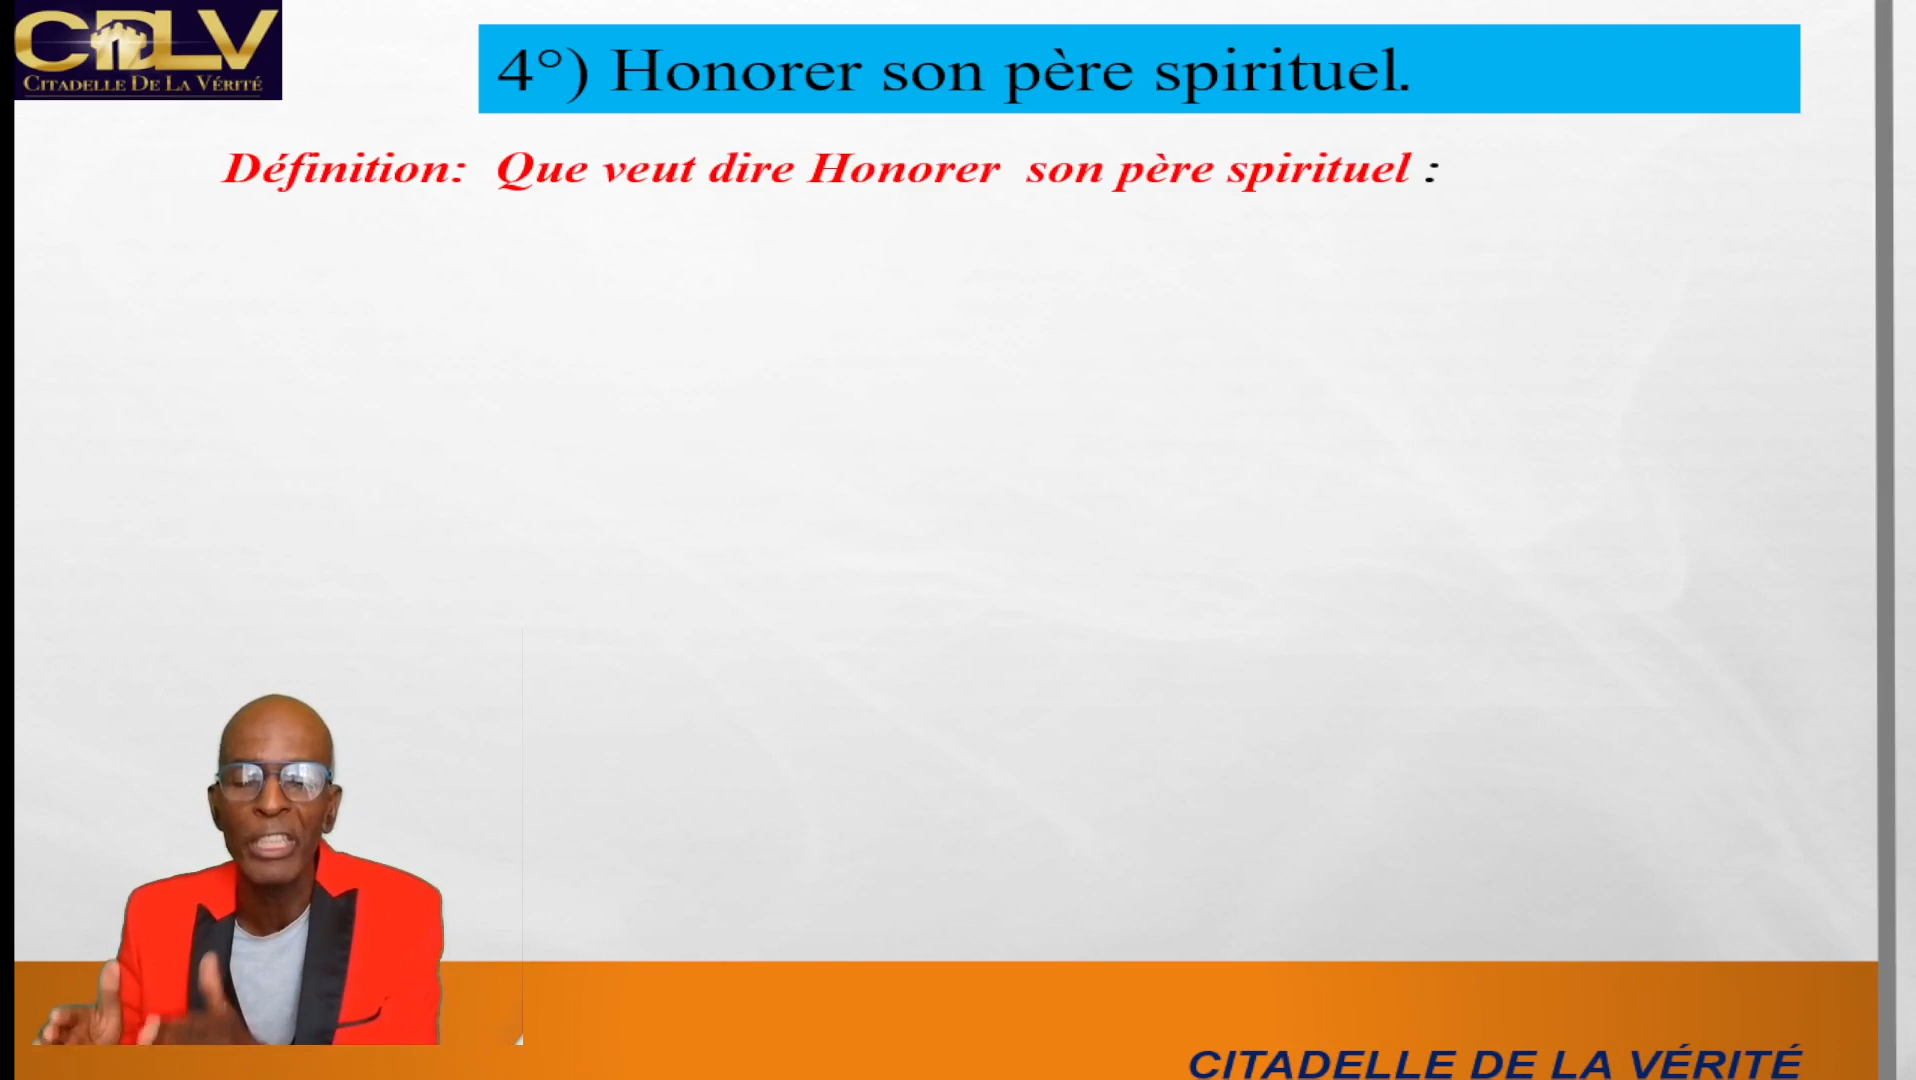 CDLV
CITADELLE DE LA VÉRITÉ
4°) Honorer son père spirituel.
Définition: Que veut dire Honorer son père spirituel :
CITADELLE DE LA VÉRITÉ